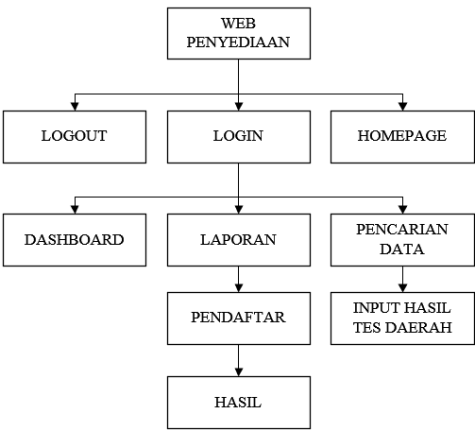 WEB
PENYEDIAAN
LOGOUT
LOGIN
HOMEPAGE
DASHBOARD
LAPORAN
PENCARIAN
DATA
PENDAFTAR
INPUT HASIL
TES DAERAH
HASIL